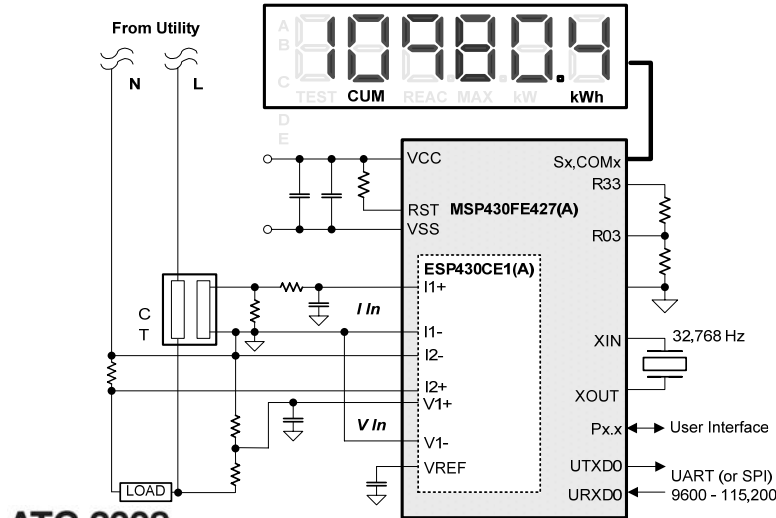 From Utility
N
L
A
B
C
D
E
109804
TEST CUM REAC MAX kW kWh
VCC
Sx,COMx
R33
RST MSP430FE427(A)
VSS
R03
ESP430CE1(A)
I1+
I In
C
T
I1-
I2-
I2+
V1+
V In
V1-
VREF
LOAD
XIN
32,768 Hz
XOUT
Px.x
User Interface
UTXD0
UART (or SPI)
URXD0
9600 - 115,200